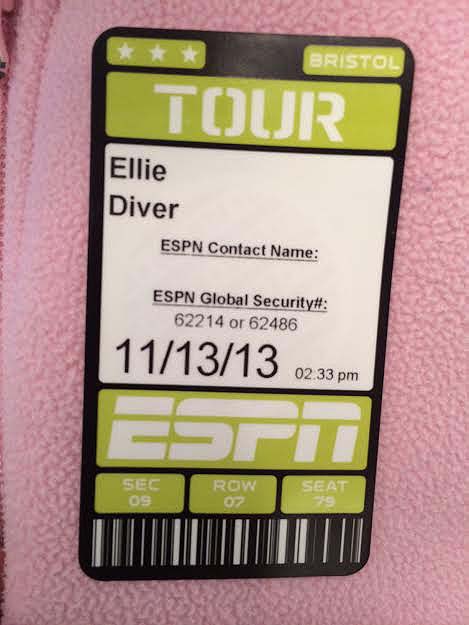 BRISTOL
TOUR
Ellie
Diver
ESPN Contact Name:
ESPN Global Security#:
62214 or 62486
11/13/13 02.33 pm
ESPN
SEC ROW SEAT
09 07 79